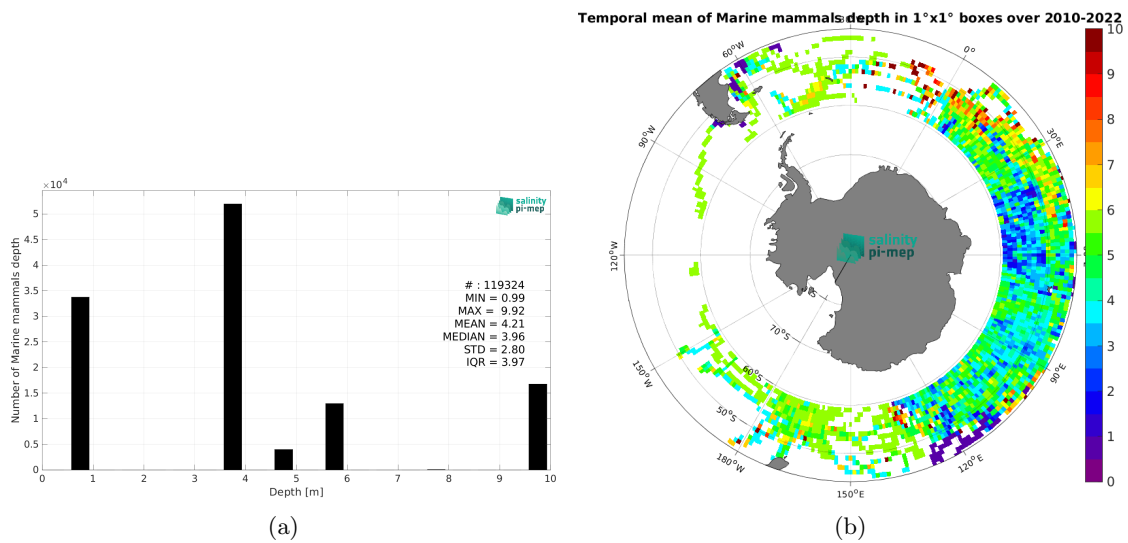 ×10⁴
5
4.5
4
3.5
3
2.5
2
1.5
1
0.5
0
Number of Marine mammals depth
salinity
pi-mep
# : 119324
MIN = 0.99
MAX = 9.92
MEAN = 4.21
MEDIAN = 3.96
STD = 2.80
IQR = 3.97
0 1 2 3 4 5 6 7 8 9 10
Depth [m]
(a)
Temporal mean of Marine mammals depth in 1°x1° boxes over 2010-2022
60°W
0°
30°E
90°W
120°W
150°W
180°W
150°E
120°E
90°E
salinity
pi-mep
70°S
60°S
50°S
10
9
8
7
6
5
4
3
2
1
0
(b)